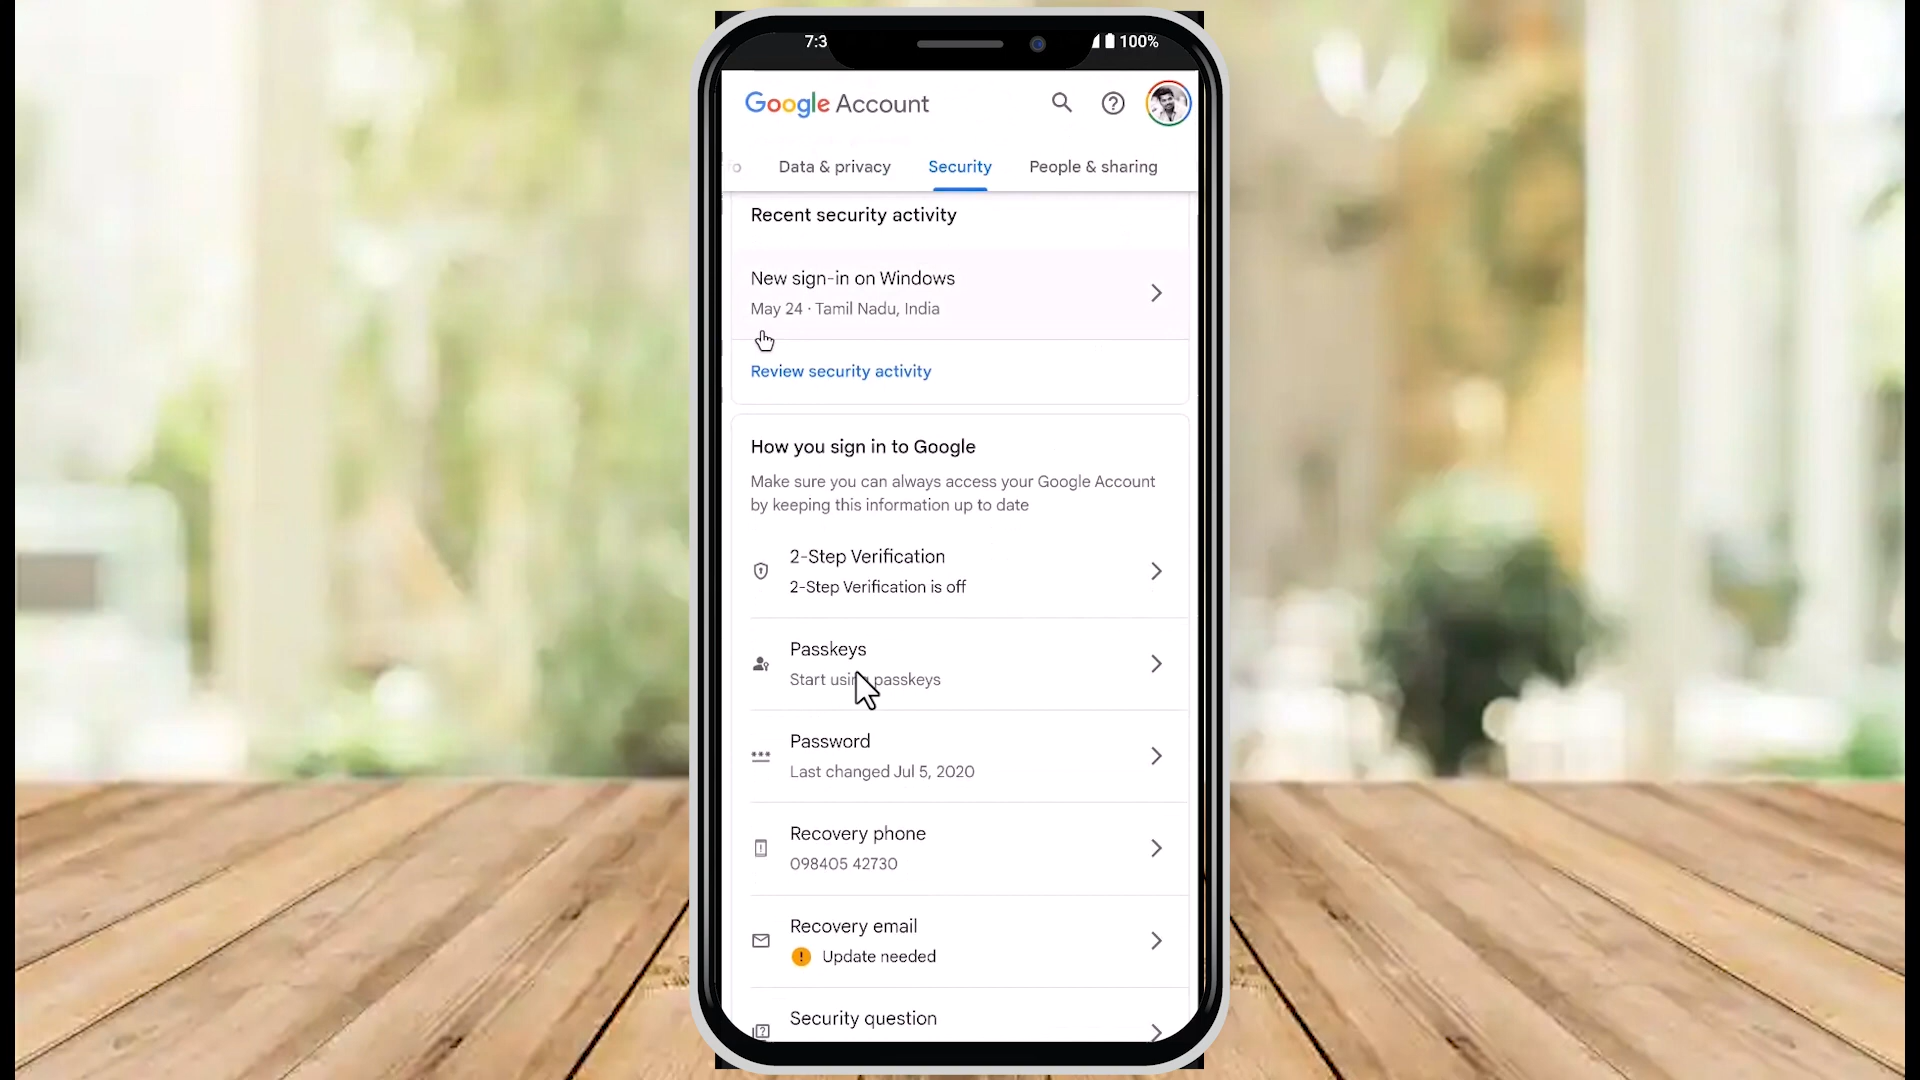 7:3
100%
Google Account
Data & privacy
Security
People & sharing
Recent security activity
New sign-in on Windows
May 24 · Tamil Nadu, India
Review security activity
How you sign in to Google
Make sure you can always access your Google Account
by keeping this information up to date
2-Step Verification
2-Step Verification is off
Passkeys
Start using passkeys
Password
Last changed Jul 5, 2020
Recovery phone
098405 42730
Recovery email
Update needed
Security question